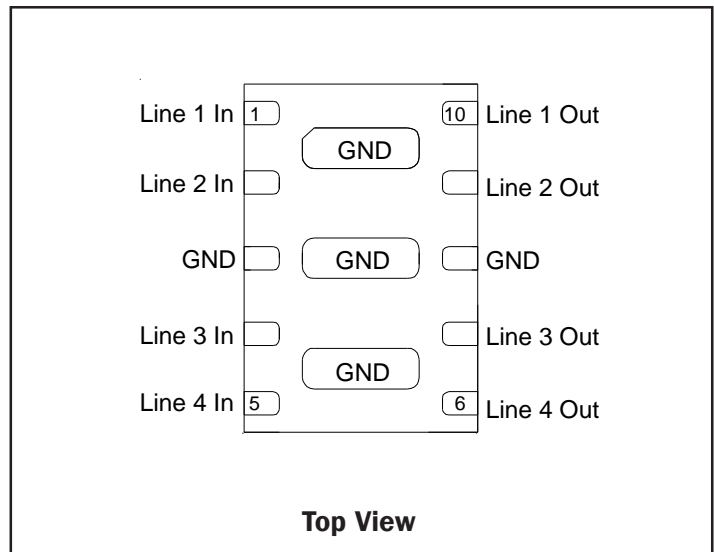 Line 1 In 1 10 Line 1 Out
GND
Line 2 In Line 2 Out
GND GND GND
Line 3 In Line 3 Out
GND
Line 4 In 5 6 Line 4 Out
Top View